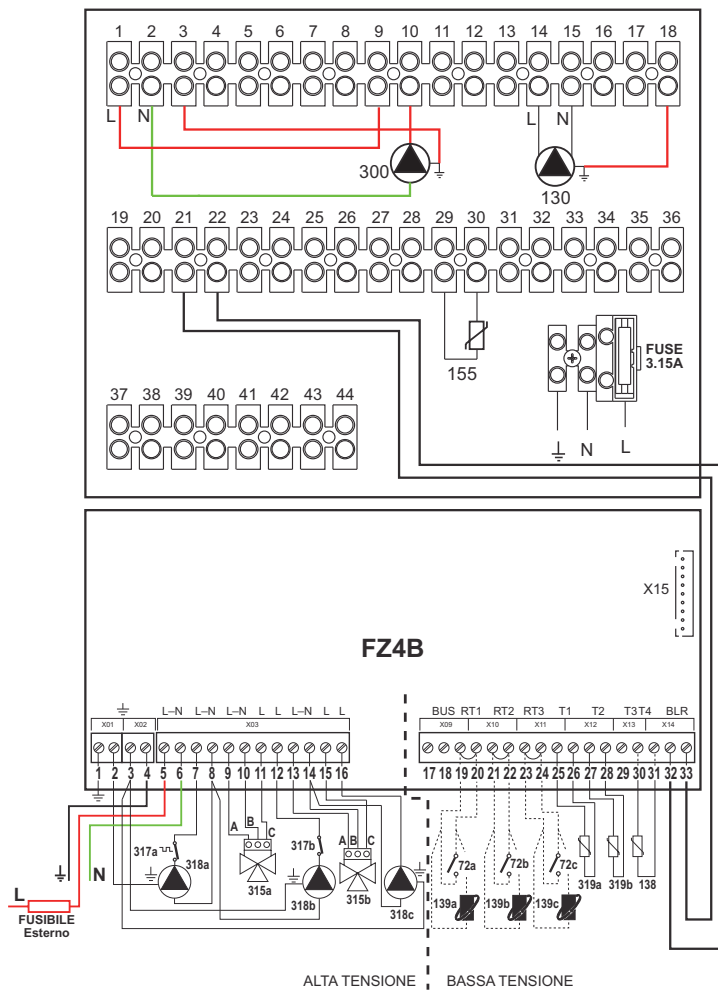 1 2 3 4 5 6 7 8 9 10 11 12 13 14 15 16 17 18
L N L N
300
130
19 20 21 22 23 24 25 26 27 28 29 30 31 32 33 34 35 36
155
FUSE
3.15A
N L
37 38 39 40 41 42 43 44
X15
FZ4B
L–N L–N L–N L L L–N L L
BUS RT1 RT2 RT3 T1 T2 T3 T4 BLR
X01 X02 X03 X09 X10 X11 X12 X13 X14
1 2 3 4 5 6 7 8 9 10 11 12 13 14 15 16
17 18 19 20 21 22 23 24 25 26 27 28 29 30 31 32 33
A B C
A B C
317a
318a
317b
315a
318b
315b
318c
72a
72b
72c
139a
139b
139c
319a
319b
138
N
L
FUSIBILE
Esterno
ALTA TENSIONE
BASSA TENSIONE